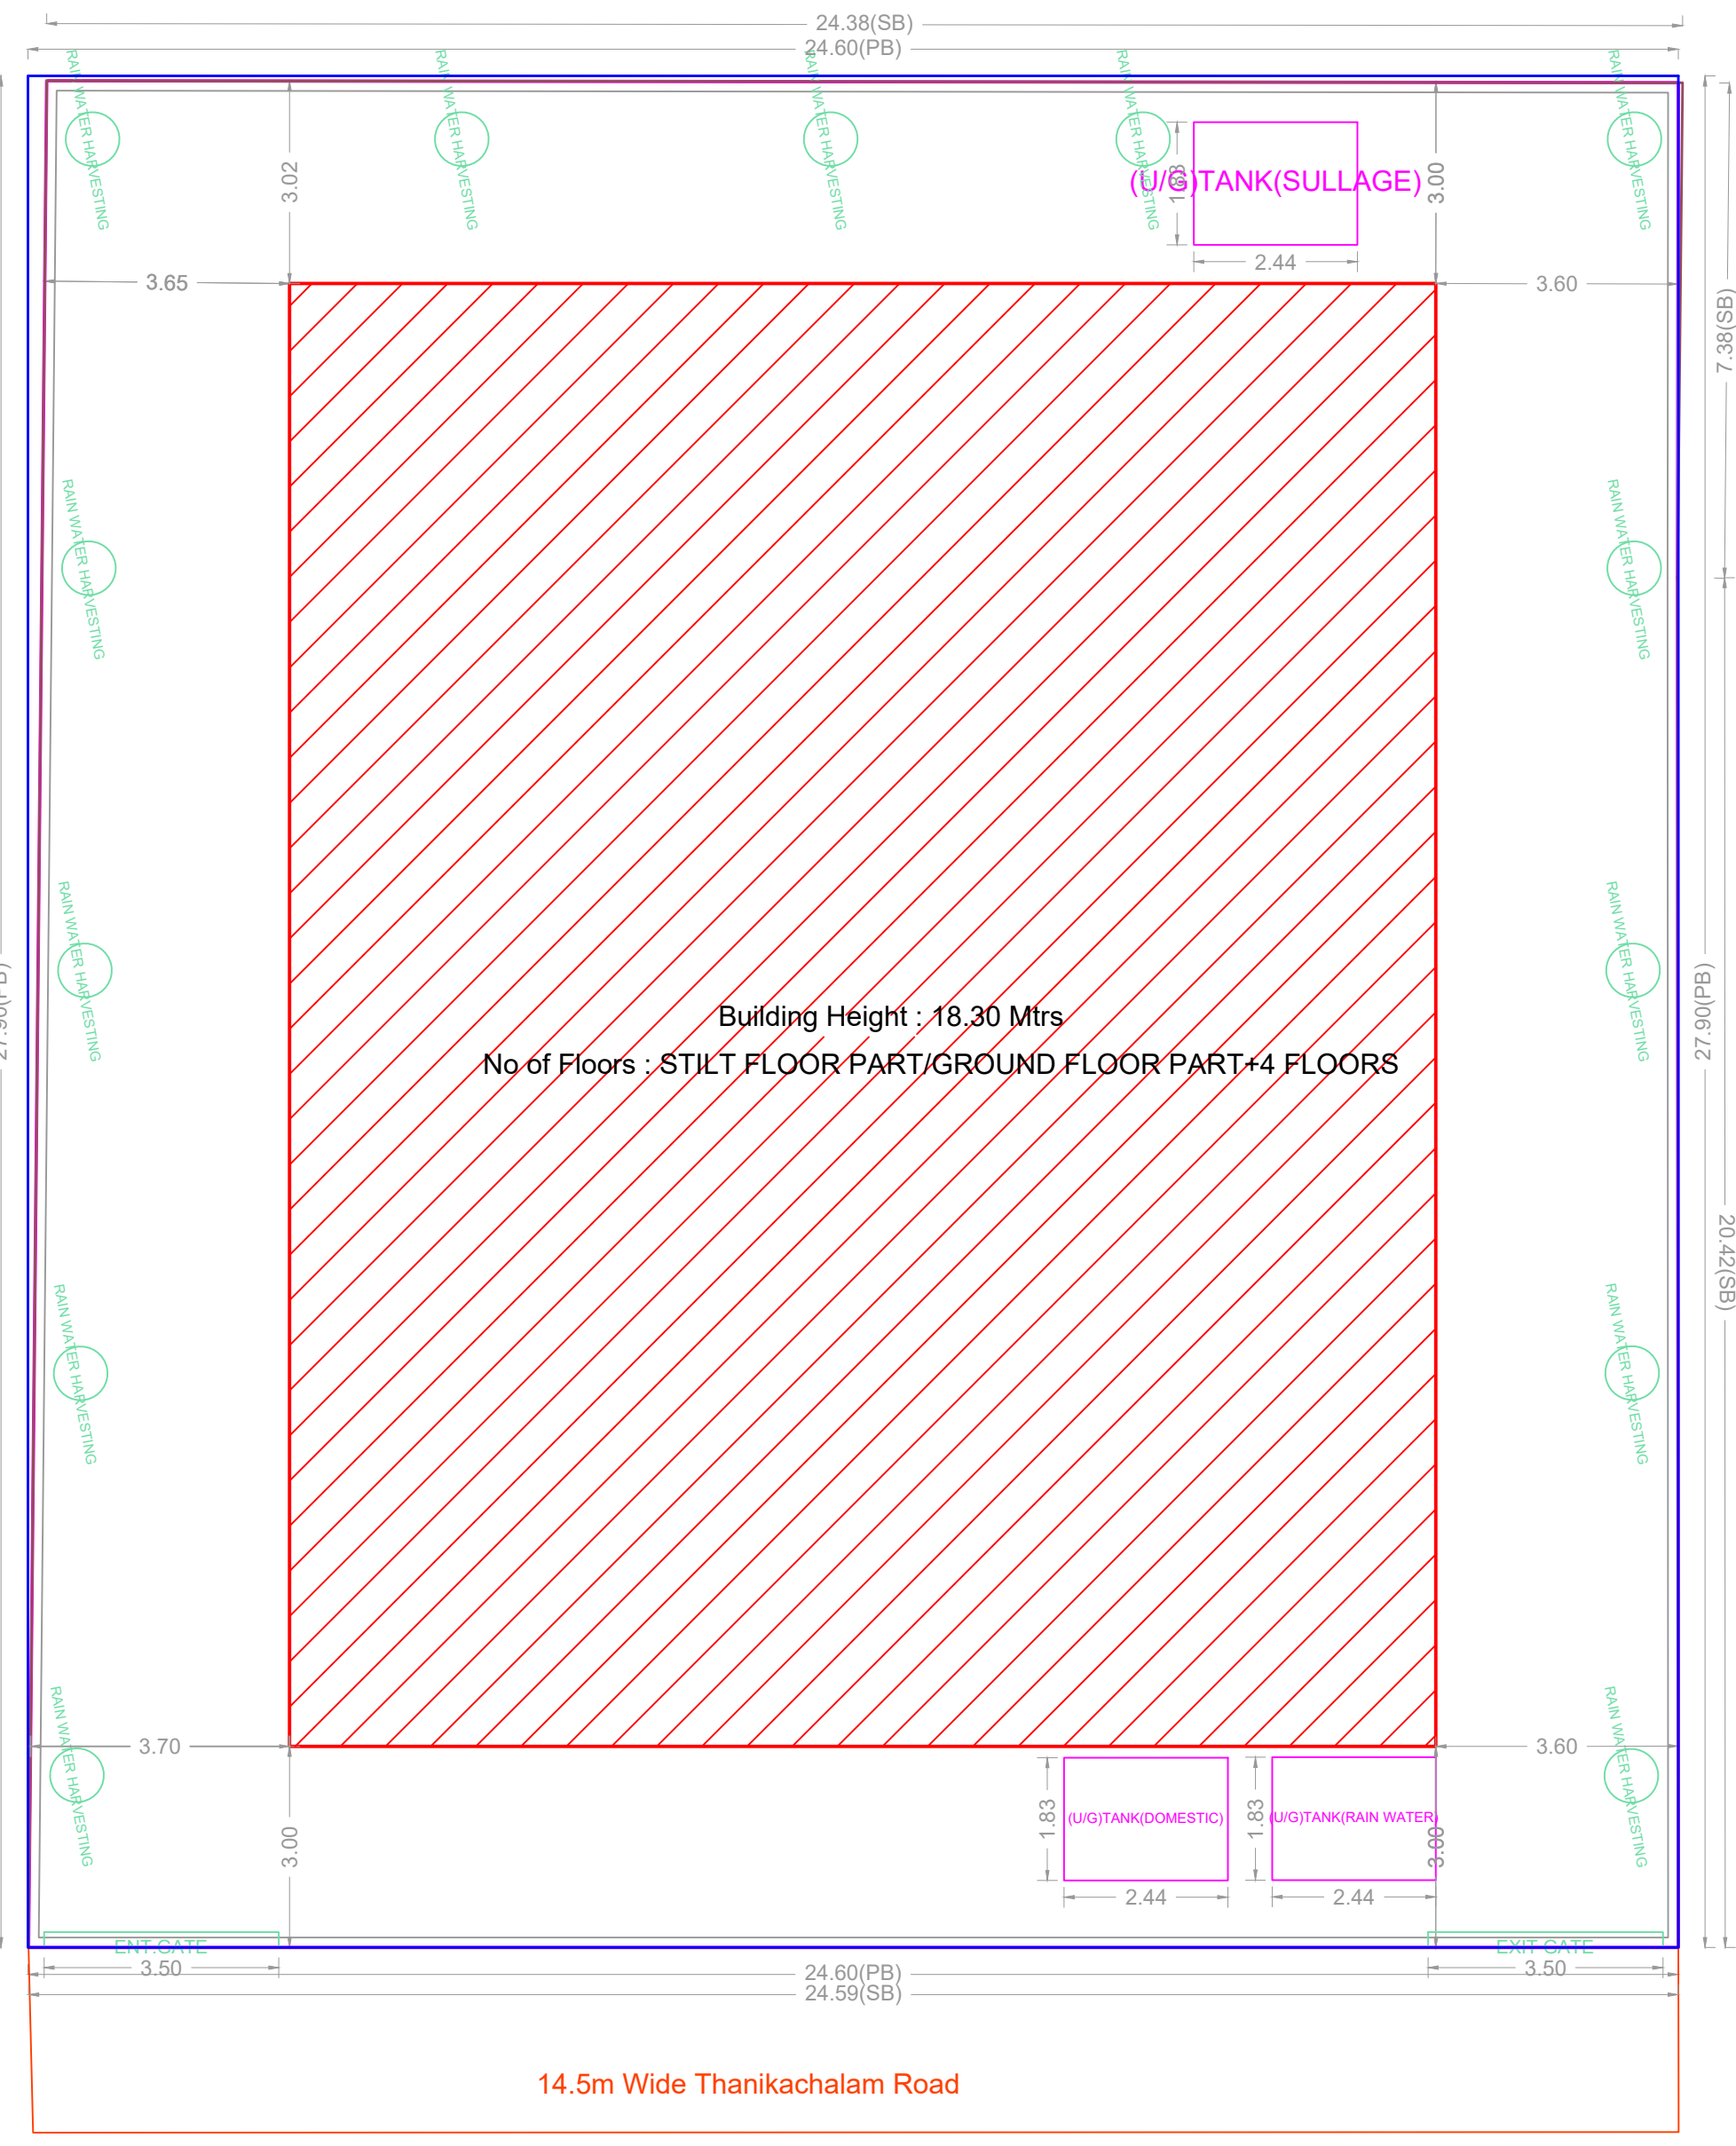 24.38(SB)
24.60(PB)
RAIN WATER HARVESTING
RAIN WATER HARVESTING
RAIN WATER HARVESTING
RAIN WATER HARVESTING
RAIN WATER HARVESTING
3.02
1.83
(U/G)TANK(SULLAGE)
3.00
2.44
3.65
3.60
7.38(SB)
RAIN WATER HARVESTING
RAIN WATER HARVESTING
RAIN WATER HARVESTING
RAIN WATER HARVESTING
27.90(PB)
27.90(PB)
Building Height : 18.30 Mtrs
No of Floors : STILT FLOOR PART/GROUND FLOOR PART+4 FLOORS
20.42(SB)
RAIN WATER HARVESTING
RAIN WATER HARVESTING
RAIN WATER HARVESTING
RAIN WATER HARVESTING
3.70
3.60
3.00
1.83
(U/G)TANK(DOMESTIC)
1.83
(U/G)TANK(RAIN WATER)
3.00
2.44
2.44
ENT.GATE
EXIT GATE
3.50
24.60(PB)
3.50
24.59(SB)
14.5m Wide Thanikachalam Road